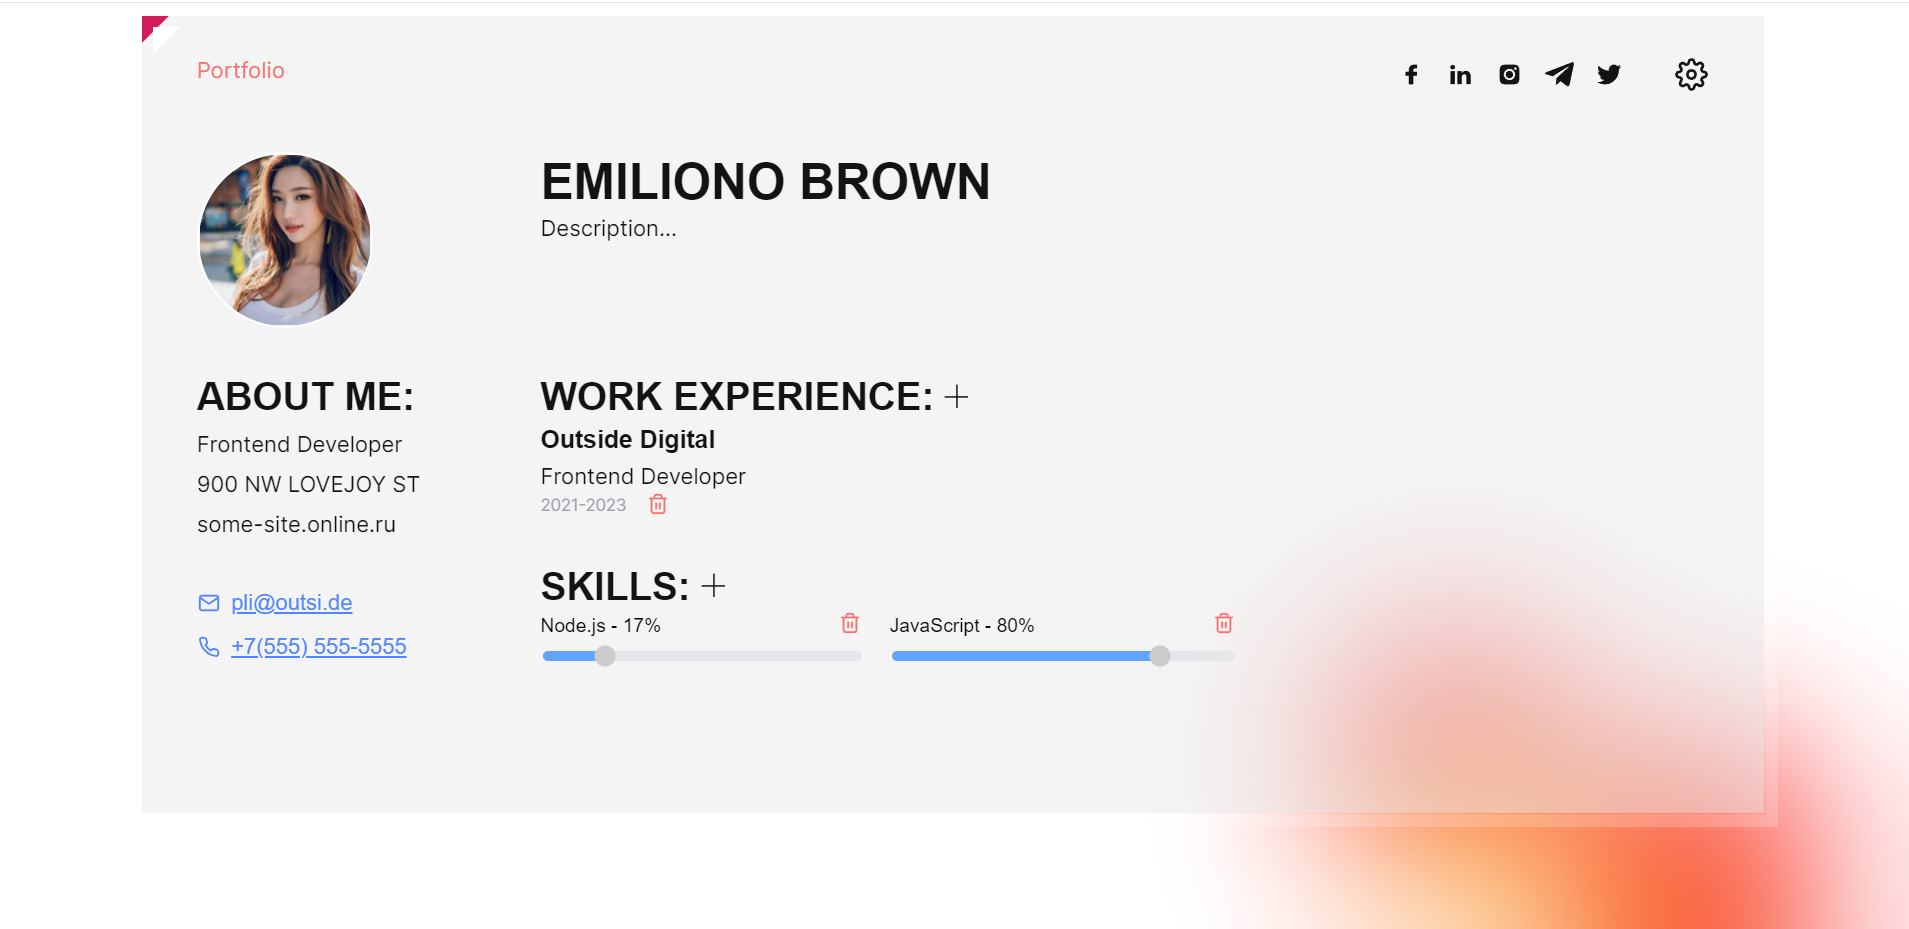 Portfolio
EMILIONO BROWN
Description...
ABOUT ME:
Frontend Developer
900 NW LOVEJOY ST
some-site.online.ru
pli@outsi.de
+7(555) 555-5555
WORK EXPERIENCE:
Outside Digital
Frontend Developer
2021-2023
SKILLS:
Node.js - 17%
JavaScript - 80%